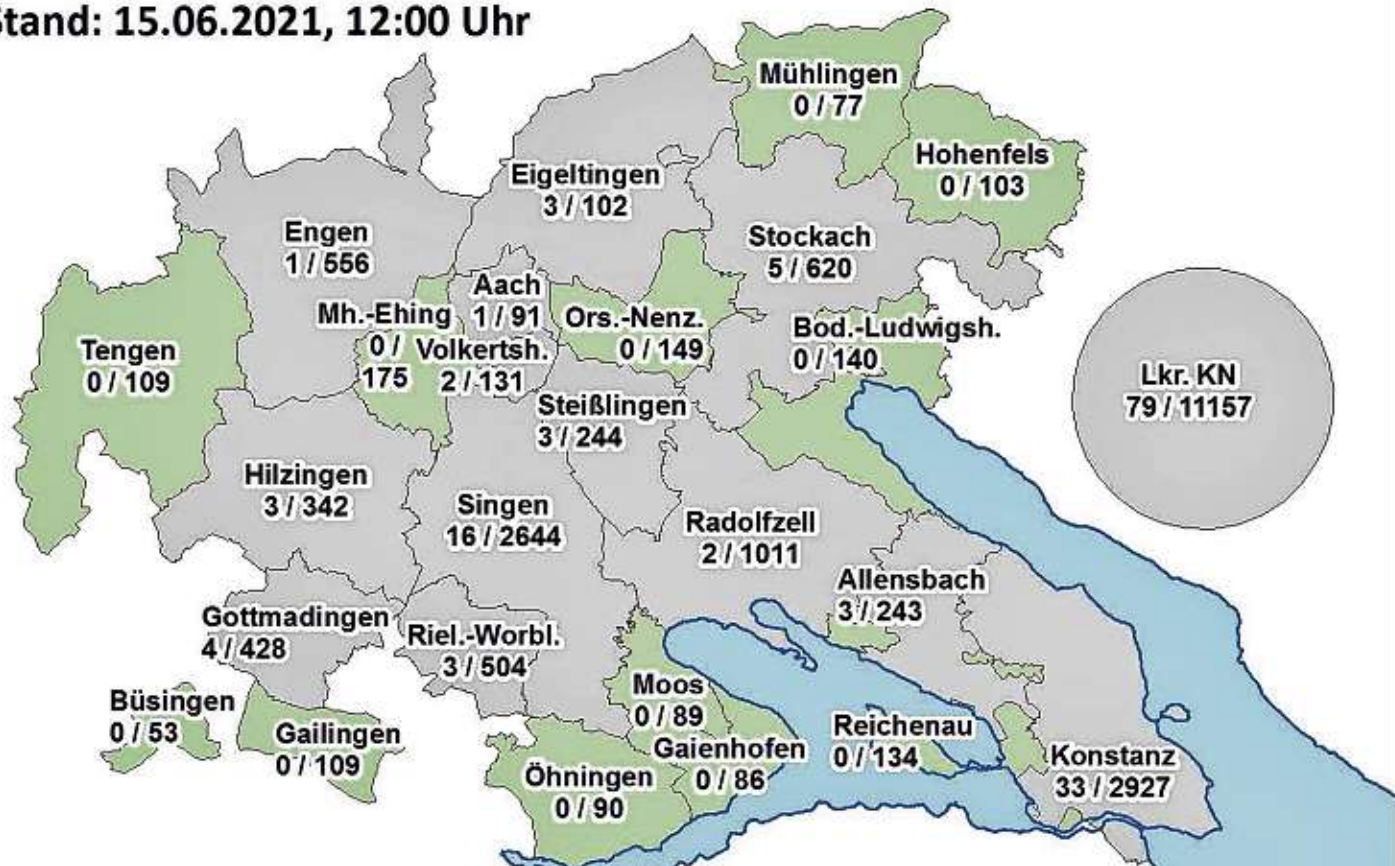 Stand: 15.06.2021, 12:00 Uhr
Mühlingen
0 / 77
Hohenfels
0 / 103
Eigeltingen
3 / 102
Engen
1 / 556
Stockach
5 / 620
Aach
1 / 91
Mh.-Ehing
0 /
175
Volkertsh.
2 / 131
Ors.-Nenz.
0 / 149
Bod.-Ludwigsh.
0 / 140
Tengen
0 / 109
Lkr. KN
79 / 11157
Steißlingen
3 / 244
Hilzingen
3 / 342
Singen
16 / 2644
Radolfzell
2 / 1011
Allensbach
3 / 243
Gottmadingen
4 / 428
Riel.-Worbl.
3 / 504
Moos
0 / 89
Büsingen
0 / 53
Gailingen
0 / 109
Gaienhofen
0 / 86
Reichenau
0 / 134
Öhningen
0 / 90
Konstanz
33 / 2927